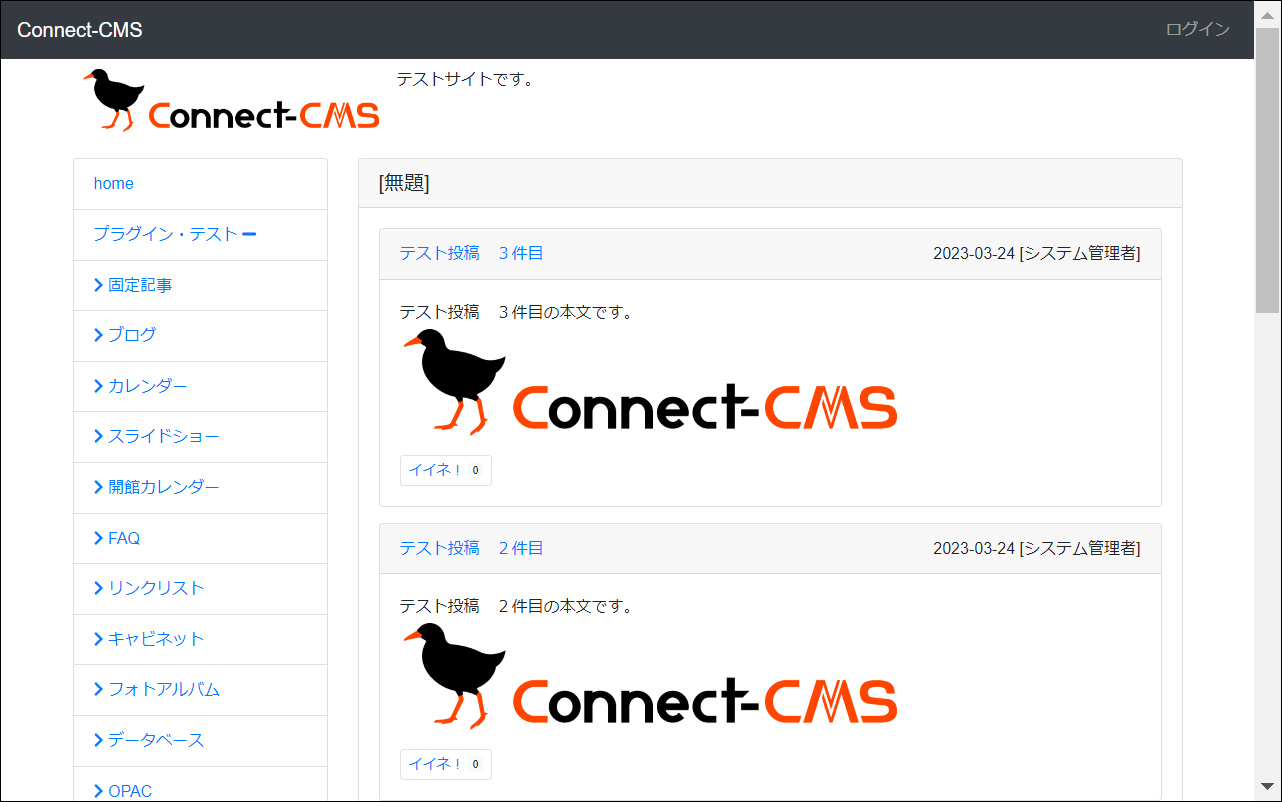 Connect-CMS
ログイン
Connect-CMS
テストサイトです。
home
プラグイン・テスト
固定記事
ブログ
カレンダー
スライドショー
開館カレンダー
FAQ
リンクリスト
キャビネット
フォトアルバム
データベース
OPAC
[無題]
テスト投稿　3 件目
2023-03-24 [システム管理者]
テスト投稿　3 件目の本文です。
Connect-CMS
イイネ！ 0
テスト投稿　2 件目
2023-03-24 [システム管理者]
テスト投稿　2 件目の本文です。
Connect-CMS
イイネ！ 0